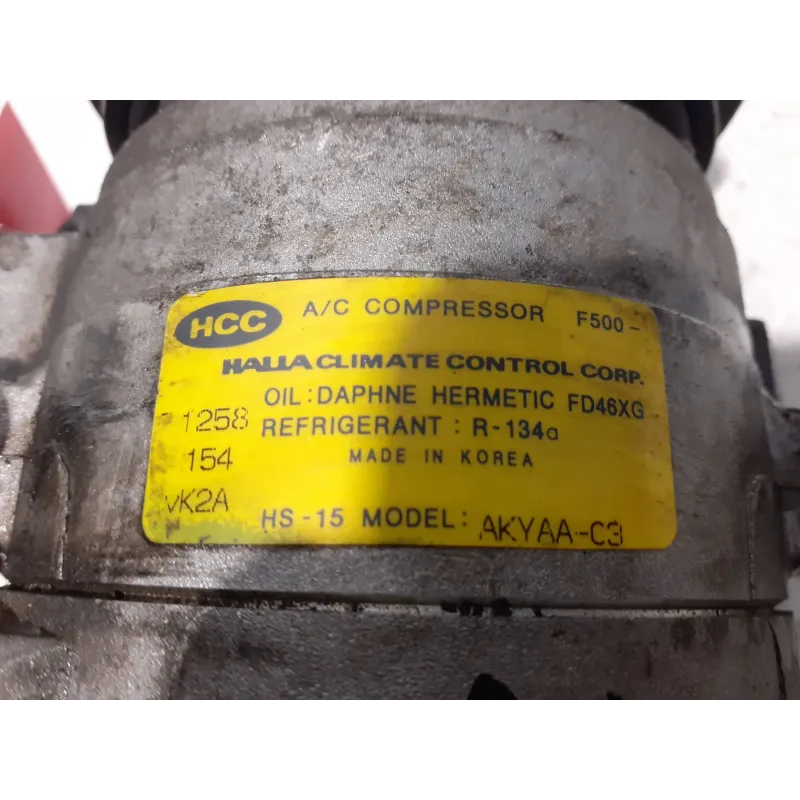 HCC A/C COMPRESSOR F500-
HALLA CLIMATE CONTROL CORP.
OIL: DAPHNE HERMETIC FD46XG
1258 REFRIGERANT : R-134a
154 MADE IN KOREA
VK2A
HS-15 MODEL: AKYAA-C3